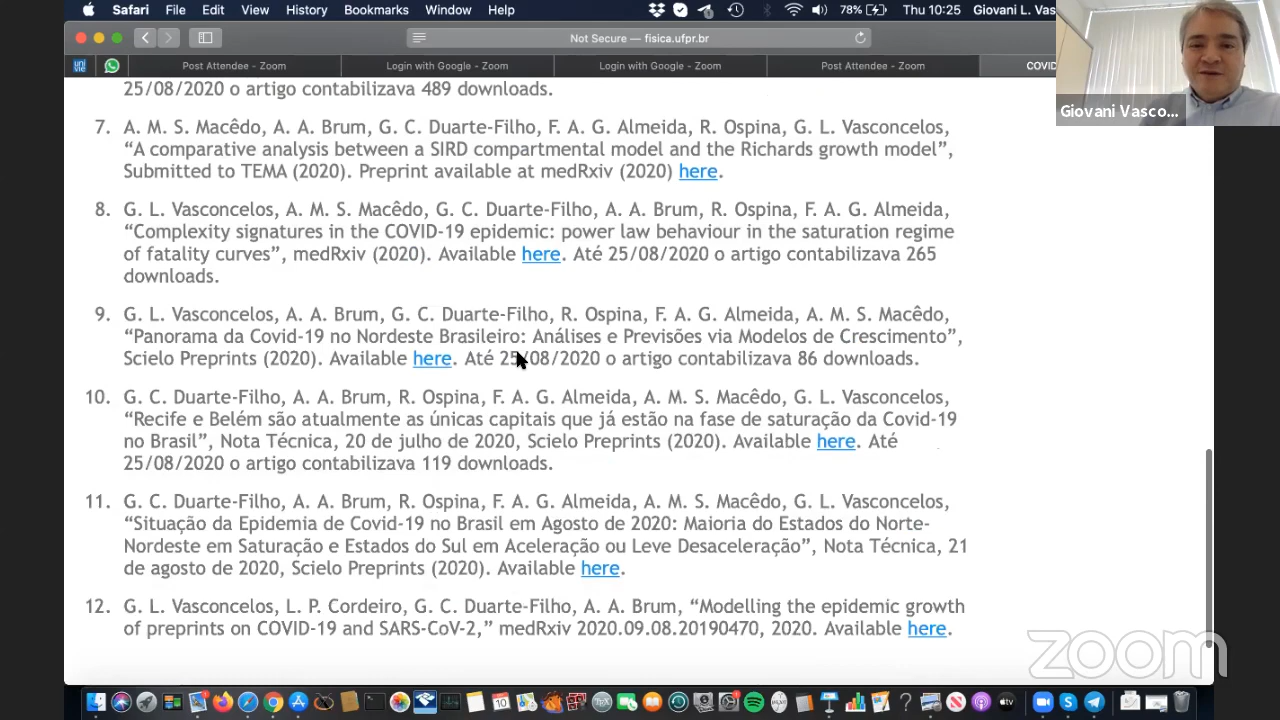 Safari File Edit View History Bookmarks Window Help 78% Thu 10:25 Giovani L. Vas
Not Secure — fisica.ufpr.br
Post Attendee - Zoom Login with Google - Zoom Login with Google - Zoom Post Attendee - Zoom COVID
Giovani Vasco...
25/08/2020 o artigo contabilizava 489 downloads.
7. A. M. S. Macêdo, A. A. Brum, G. C. Duarte-Filho, F. A. G. Almeida, R. Ospina, G. L. Vasconcelos,
“A comparative analysis between a SIRD compartmental model and the Richards growth model”,
Submitted to TEMA (2020). Preprint available at medRxiv (2020) here.
8. G. L. Vasconcelos, A. M. S. Macêdo, G. C. Duarte-Filho, A. A. Brum, R. Ospina, F. A. G. Almeida,
“Complexity signatures in the COVID-19 epidemic: power law behaviour in the saturation regime
of fatality curves”, medRxiv (2020). Available here. Até 25/08/2020 o artigo contabilizava 265
downloads.
9. G. L. Vasconcelos, A. A. Brum, G. C. Duarte-Filho, R. Ospina, F. A. G. Almeida, A. M. S. Macêdo,
“Panorama da Covid-19 no Nordeste Brasileiro: Análises e Previsões via Modelos de Crescimento”,
Scielo Preprints (2020). Available here. Até 25/08/2020 o artigo contabilizava 86 downloads.
10. G. C. Duarte-Filho, A. A. Brum, R. Ospina, F. A. G. Almeida, A. M. S. Macêdo, G. L. Vasconcelos,
“Recife e Belém são atualmente as únicas capitais que já estão na fase de saturação da Covid-19
no Brasil”, Nota Técnica, 20 de julho de 2020, Scielo Preprints (2020). Available here. Até
25/08/2020 o artigo contabilizava 119 downloads.
11. G. C. Duarte-Filho, A. A. Brum, R. Ospina, F. A. G. Almeida, A. M. S. Macêdo, G. L. Vasconcelos,
“Situação da Epidemia de Covid-19 no Brasil em Agosto de 2020: Maioria do Estados do Norte-
Nordeste em Saturação e Estados do Sul em Aceleração ou Leve Desaceleração”, Nota Técnica, 21
de agosto de 2020, Scielo Preprints (2020). Available here.
12. G. L. Vasconcelos, L. P. Cordeiro, G. C. Duarte-Filho, A. A. Brum, “Modelling the epidemic growth
of preprints on COVID-19 and SARS-CoV-2,” medRxiv 2020.09.08.20190470, 2020. Available here.
zoom